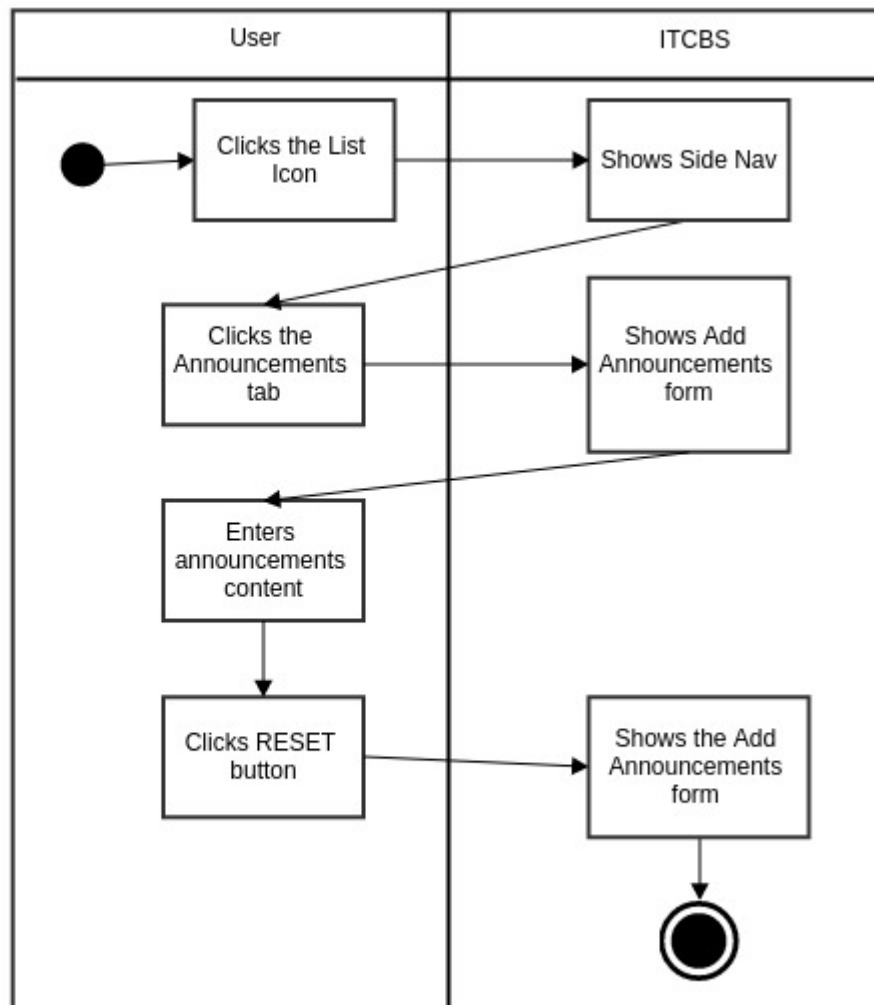 User
ITCBS
Clicks the List
Icon
Shows Side Nav
Clicks the
Announcements
tab
Shows Add
Announcements
form
Enters
announcements
content
Clicks RESET
button
Shows the Add
Announcements
form